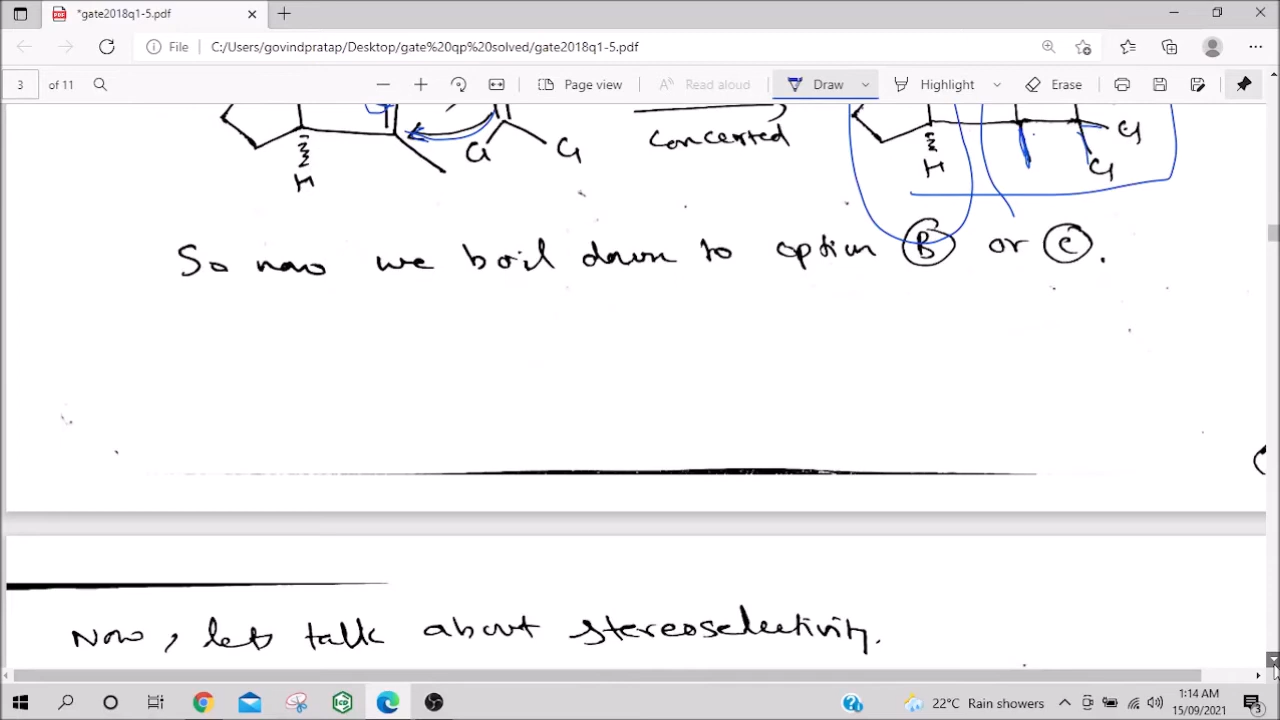 *gate2018q1-5.pdf
File C:/Users/govindpratap/Desktop/gate%20qp%20solved/gate2018q1-5.pdf
3 of 11 Page view Read aloud Draw Highlight Erase
Concerted
Cl
Cl Cl
H
H
Cl
So now we boil down to option B or C.
Now, lets talk about stereoselectivity.
22°C Rain showers
1:14 AM
15/09/2021
3